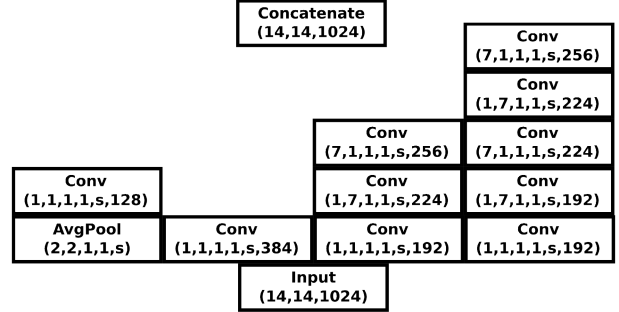 Concatenate
(14,14,1024)
Conv
(7,1,1,1,s,256)
Conv
(1,7,1,1,s,224)
Conv
(7,1,1,1,s,256)
Conv
(7,1,1,1,s,224)
Conv
(1,1,1,1,s,128)
Conv
(1,7,1,1,s,224)
Conv
(1,7,1,1,s,192)
AvgPool
(2,2,1,1,s)
Conv
(1,1,1,1,s,384)
Conv
(1,1,1,1,s,192)
Conv
(1,1,1,1,s,192)
Input
(14,14,1024)